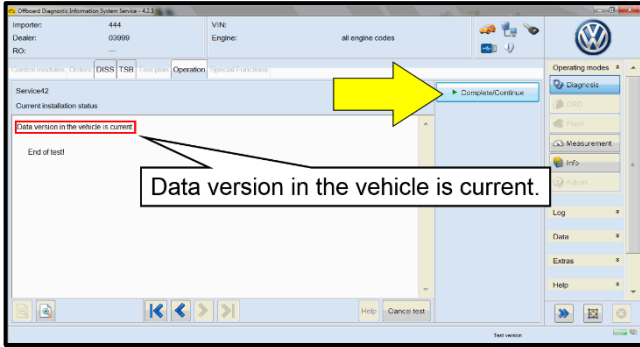 Offboard Diagnostic Information System Service - 4.2.3
Importer: 444 VIN:
Dealer: 03999 Engine: all engine codes
RO: ---
Control modules Orders DISS TSB Test plan Operation Special Functions
Operating modes
Service42
Complete/Continue
Diagnosis
Current installation status
OBD
Data version in the vehicle is current.
Flash
End of test!
Measurement
Info
Data version in the vehicle is current.
Admin
Log
Data
Extras
Help
Help Cancel test
Test version